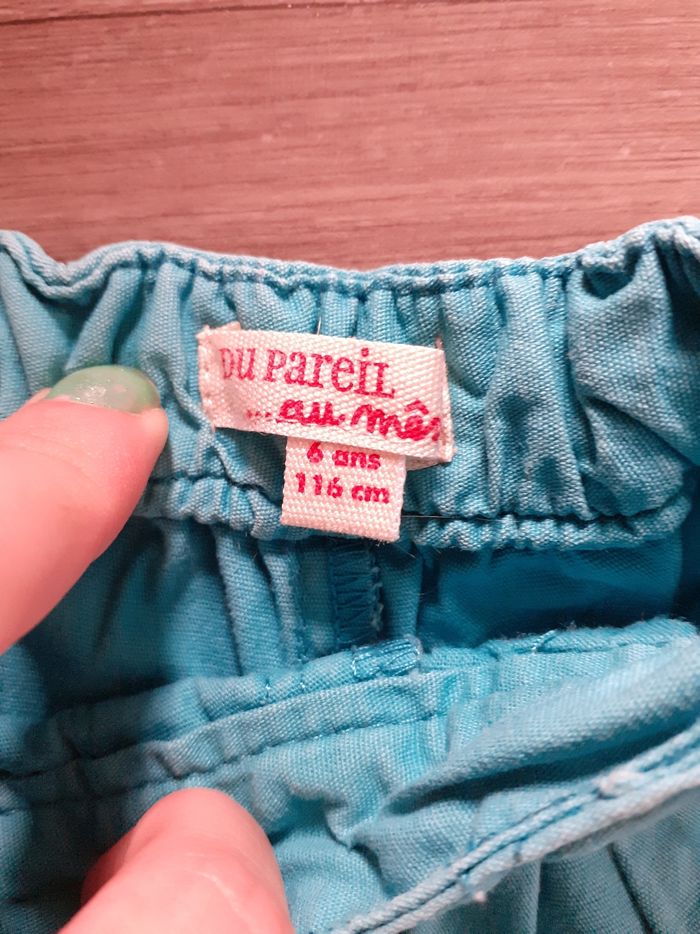 DU PareiL
...au mê
6 ans
116 cm